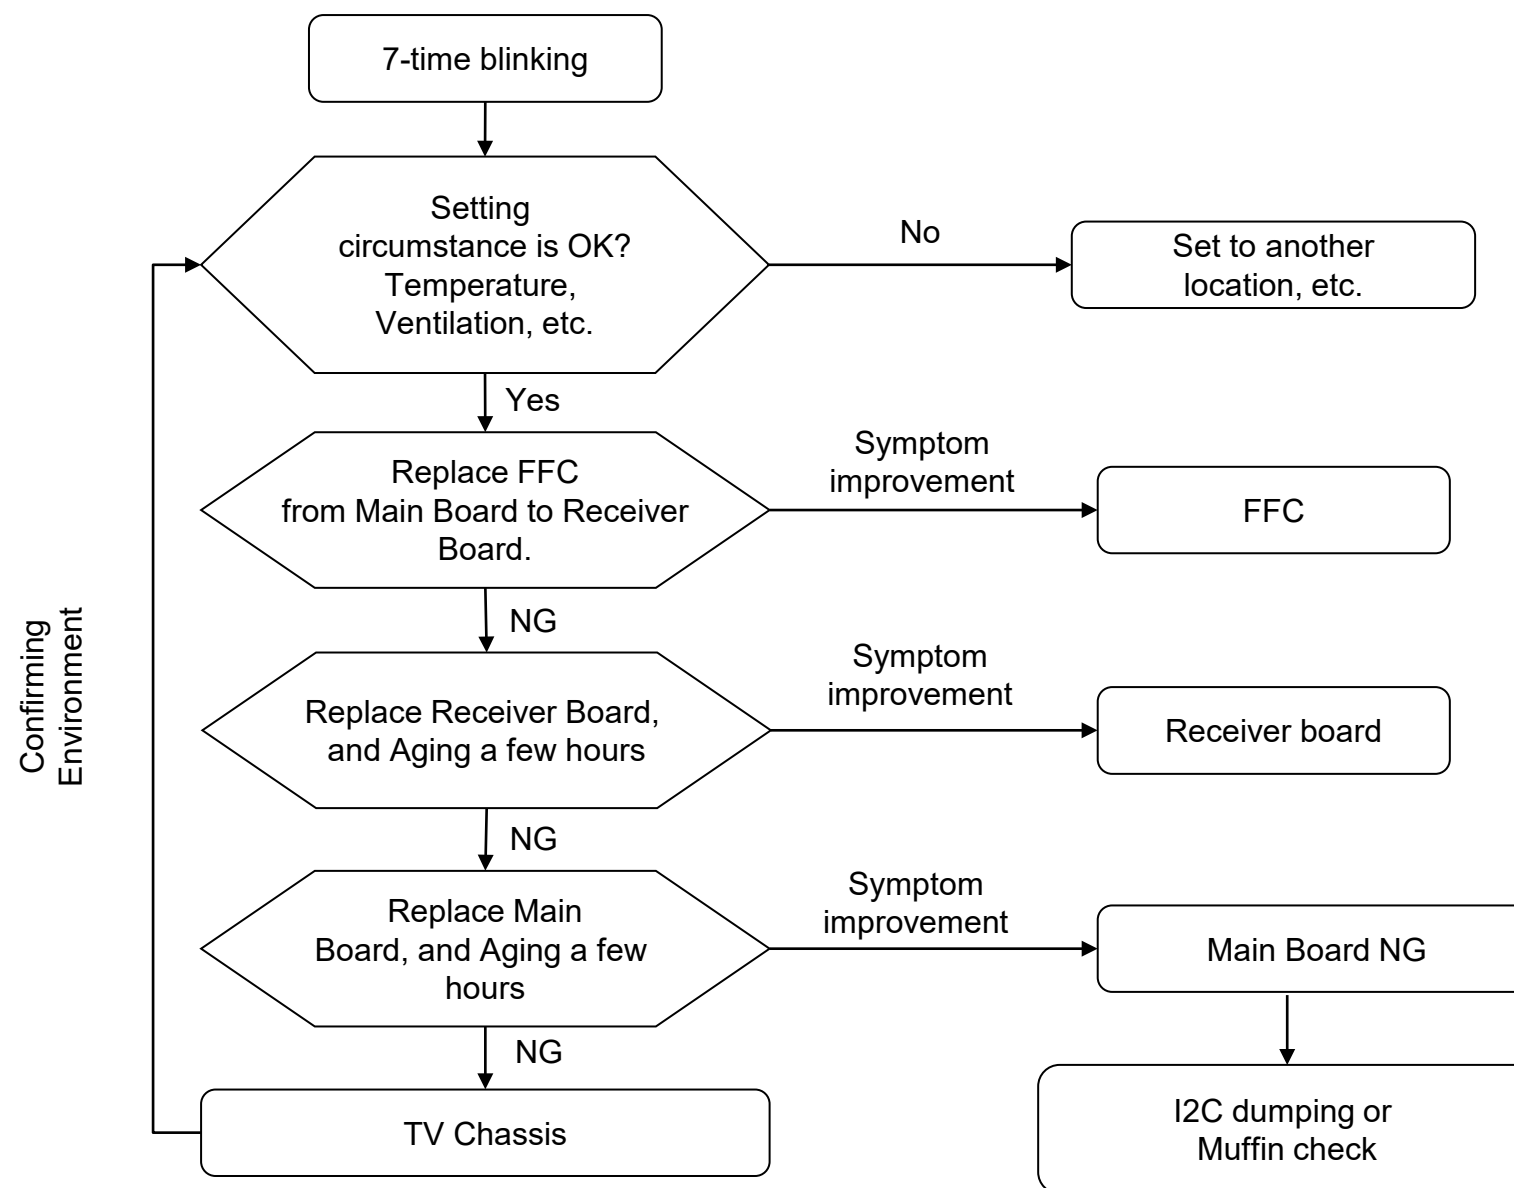 7-time blinking
Setting
circumstance is OK?
Temperature,
Ventilation, etc.
No
Set to another
location, etc.
Yes
Replace FFC
from Main Board to Receiver
Board.
Symptom
improvement
FFC
NG
Confirming
Environment
Replace Receiver Board,
and Aging a few hours
Symptom
improvement
Receiver board
NG
Replace Main
Board, and Aging a few
hours
Symptom
improvement
Main Board NG
NG
TV Chassis
I2C dumping or
Muffin check